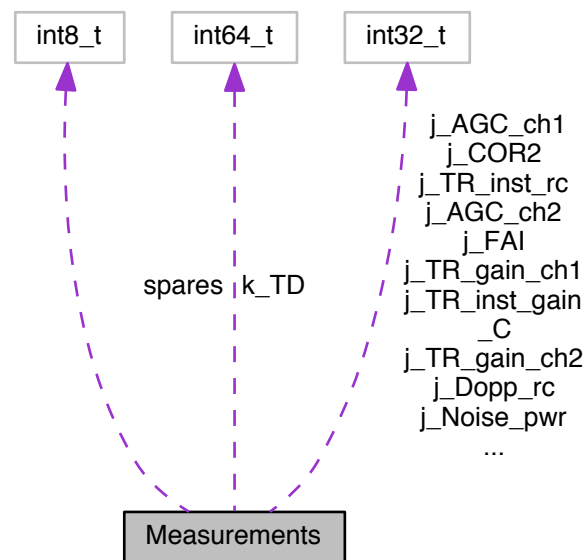 int8_t
int64_t
int32_t
j_AGC_ch1
j_COR2
j_TR_inst_rc
j_AGC_ch2
j_FAI
spares
k_TD
j_TR_gain_ch1
j_TR_inst_gain
_C
j_TR_gain_ch2
j_Dopp_rc
j_Noise_pwr
...
Measurements